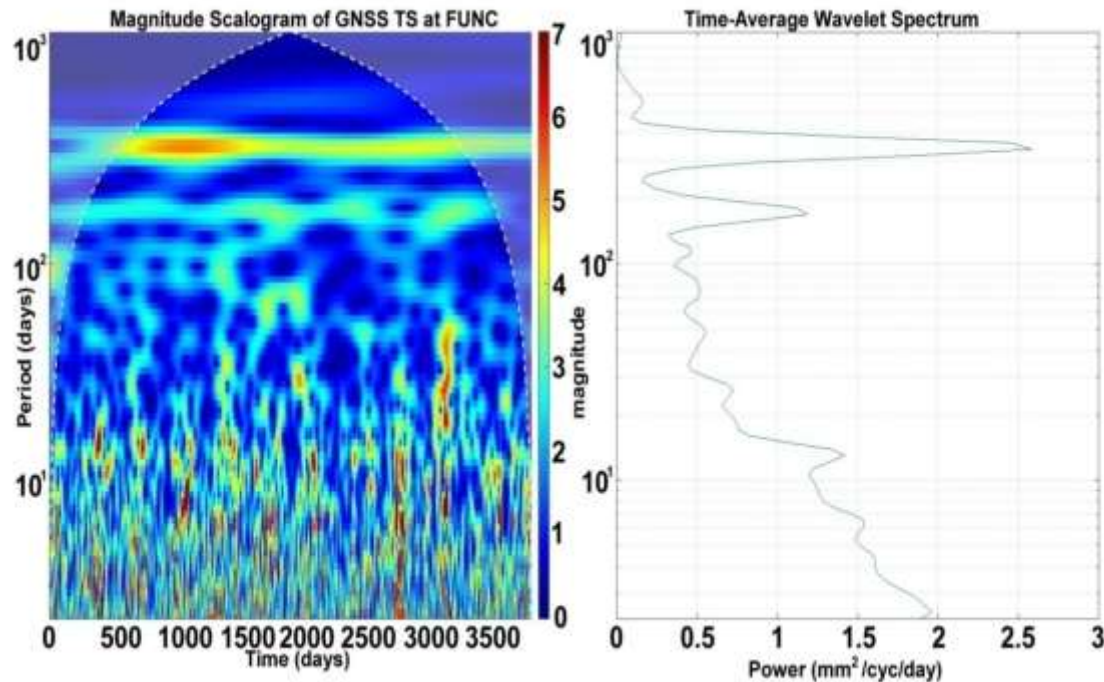 Magnitude Scalogram of GNSS TS at FUNC
10³
10²
10¹
Period (days)
0 500 1000 1500 2000 2500 3000 3500
Time (days)
7
6
5
4
3
2
1
0
magnitude
Time-Average Wavelet Spectrum
10³
10²
10¹
0 0.5 1 1.5 2 2.5 3
Power (mm²/cyc/day)